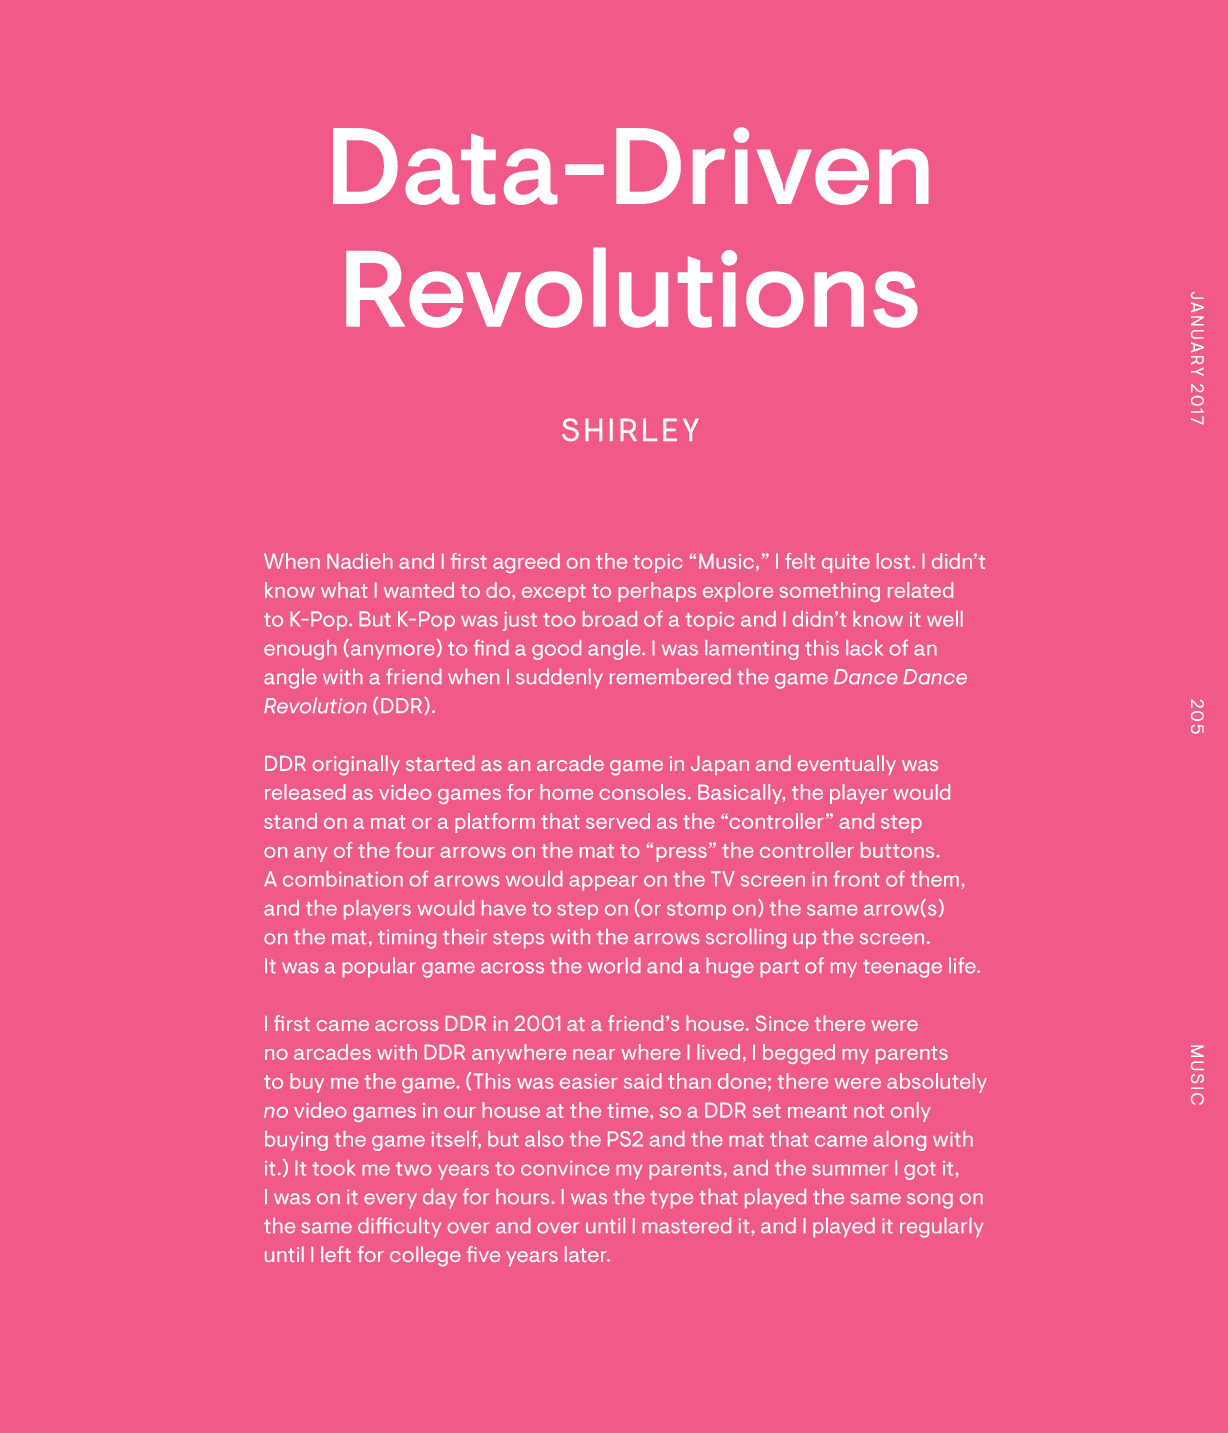 Data-Driven
Revolutions
SHIRLEY
When Nadieh and I first agreed on the topic “Music,” I felt quite lost. I didn’t
know what I wanted to do, except to perhaps explore something related
to K-Pop. But K-Pop was just too broad of a topic and I didn’t know it well
enough (anymore) to find a good angle. I was lamenting this lack of an
angle with a friend when I suddenly remembered the game Dance Dance
Revolution (DDR).
DDR originally started as an arcade game in Japan and eventually was
released as video games for home consoles. Basically, the player would
stand on a mat or a platform that served as the “controller” and step
on any of the four arrows on the mat to “press” the controller buttons.
A combination of arrows would appear on the TV screen in front of them,
and the players would have to step on (or stomp on) the same arrow(s)
on the mat, timing their steps with the arrows scrolling up the screen.
It was a popular game across the world and a huge part of my teenage life.
I first came across DDR in 2001 at a friend’s house. Since there were
no arcades with DDR anywhere near where I lived, I begged my parents
to buy me the game. (This was easier said than done; there were absolutely
no video games in our house at the time, so a DDR set meant not only
buying the game itself, but also the PS2 and the mat that came along with
it.) It took me two years to convince my parents, and the summer I got it,
I was on it every day for hours. I was the type that played the same song on
the same difficulty over and over until I mastered it, and I played it regularly
until I left for college five years later.
JANUARY 2017
205
MUSIC